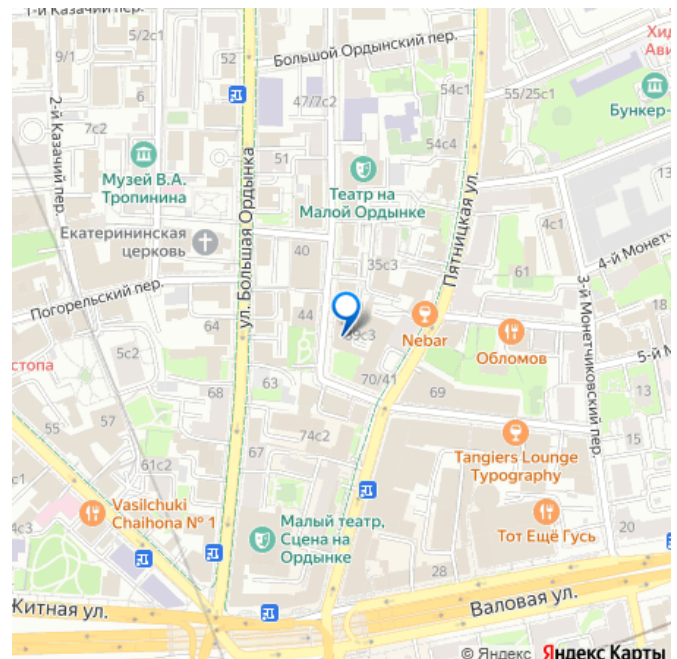 1-й Казачий пер.
5/2с1
9/1
52
Большой Ордынский пер.
54с1
55/25с1
Бункер-
2-й Казачий пер.
6
47/7с2
7с2
54с4
Музей В.А.
Тропинина
51
Театр на
Малой Ордынке
13
ул. Большая Ордынка
Пятницкая ул.
Екатерининская
церковь
40
35с3
4с1
4-й Монетч
61
3-й Монетчиковский пер.
Погорельский пер.
64
44
39с3
Nebar
Обломов
18
5-й М
5с2
стопа
63
70/41
69
68
55
57
67
74с2
15
61с2
Tangiers Lounge
Typography
Vasilchuki
Chaihona № 1
4с3
Малый театр,
Сцена на
Ордынке
Тот Ещё Гусь
20
28
Житная ул.
Валовая ул.
© Яндекс Яндекс Карты